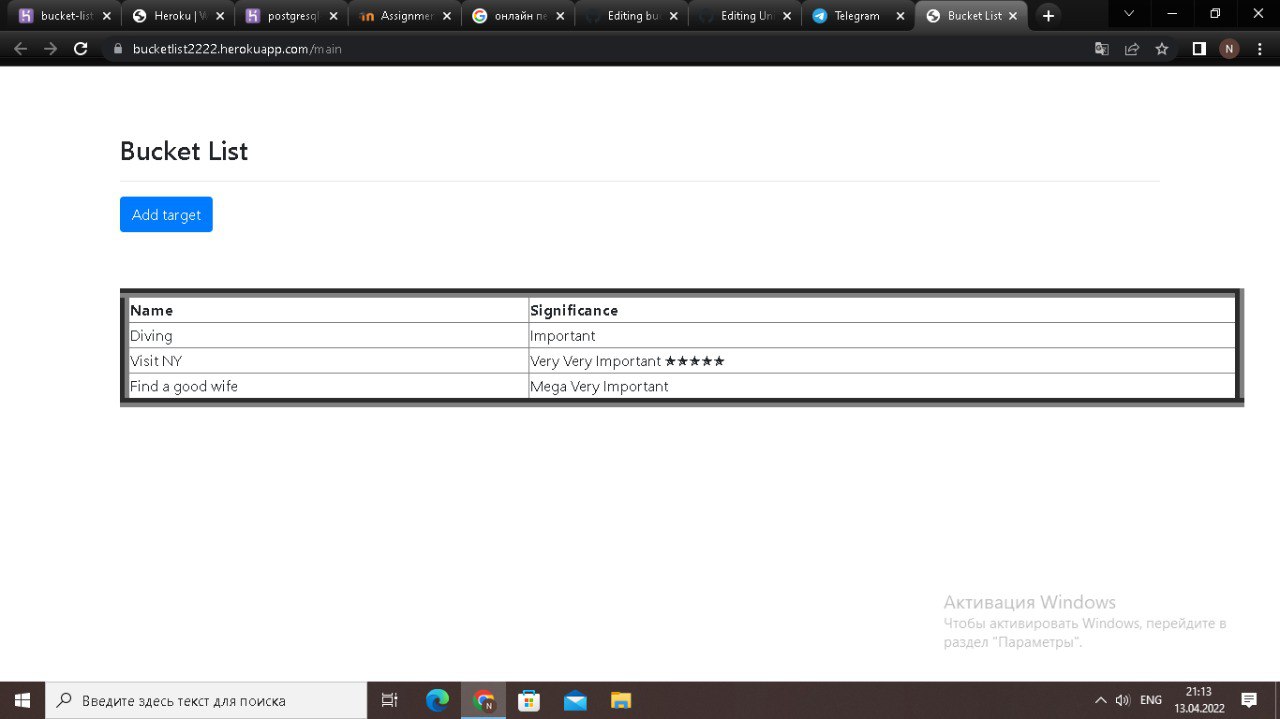 bucket-list
Heroku | W
postgresql
Assignmen
онлайн пе
Editing bu
Editing Un
Telegram
Bucket List
bucketlist2222.herokuapp.com/main
N
Bucket List
Add target
Name Significance
Diving Important
Visit NY Very Very Important ★★★★★
Find a good wife Mega Very Important
Активация Windows
Чтобы активировать Windows, перейдите в
раздел "Параметры".
Введите здесь текст для поиска
N
ENG
21:13
13.04.2022